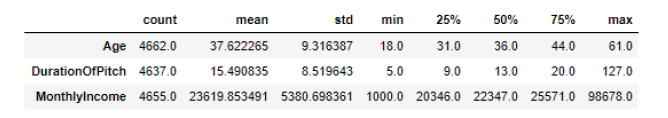 count mean std min 25% 50% 75% max
Age 4662.0 37.622265 9.316387 18.0 31.0 36.0 44.0 61.0
DurationOfPitch 4637.0 15.490835 8.519643 5.0 9.0 13.0 20.0 127.0
MonthlyIncome 4655.0 23619.853491 5380.698361 1000.0 20346.0 22347.0 25571.0 98678.0